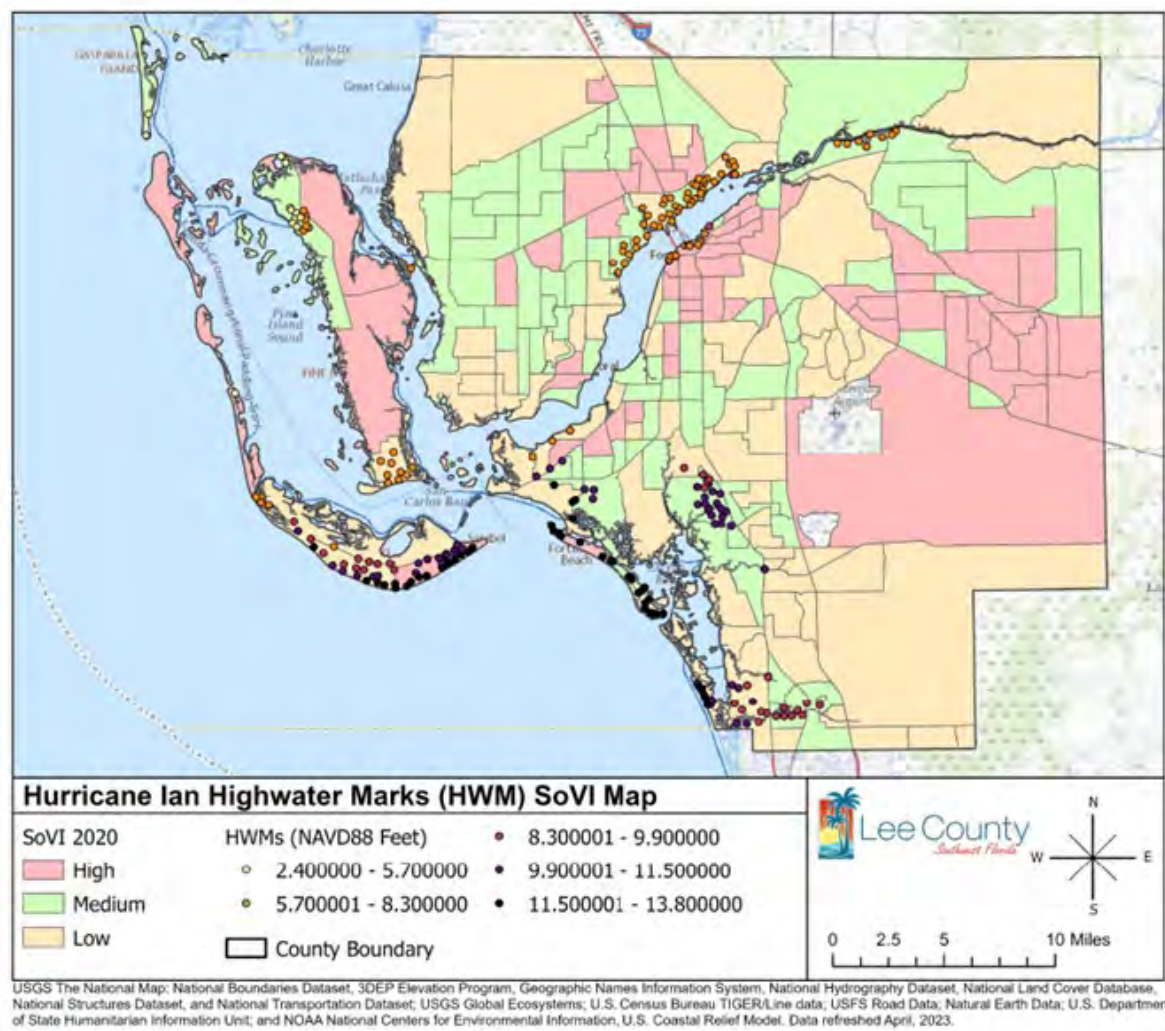 GASPARILLA
ISLAND
Charlotte
Harbor
Great Calusa
75
Pine
Island
Sound
San
Carlos Bay
Sanibel
Beach
Hurricane Ian Highwater Marks (HWM) SoVI Map
SoVI 2020
High
Medium
Low
HWMs (NAVD88 Feet)
2.400000 - 5.700000
5.700001 - 8.300000
8.300001 - 9.900000
9.900001 - 11.500000
11.500001 - 13.800000
County Boundary
Lee County
Southwest Florida
N
W
E
S
0 2.5 5 10 Miles
USGS The National Map: National Boundaries Dataset, 3DEP Elevation Program, Geographic Names Information System, National Hydrography Dataset, National Land Cover Database,
National Structures Dataset, and National Transportation Dataset; USGS Global Ecosystems; U.S. Census Bureau TIGER/Line data; USFS Road Data; Natural Earth Data; U.S. Departmen
of State Humanitarian Information Unit; and NOAA National Centers for Environmental Information, U.S. Coastal Relief Model. Data refreshed April, 2023.